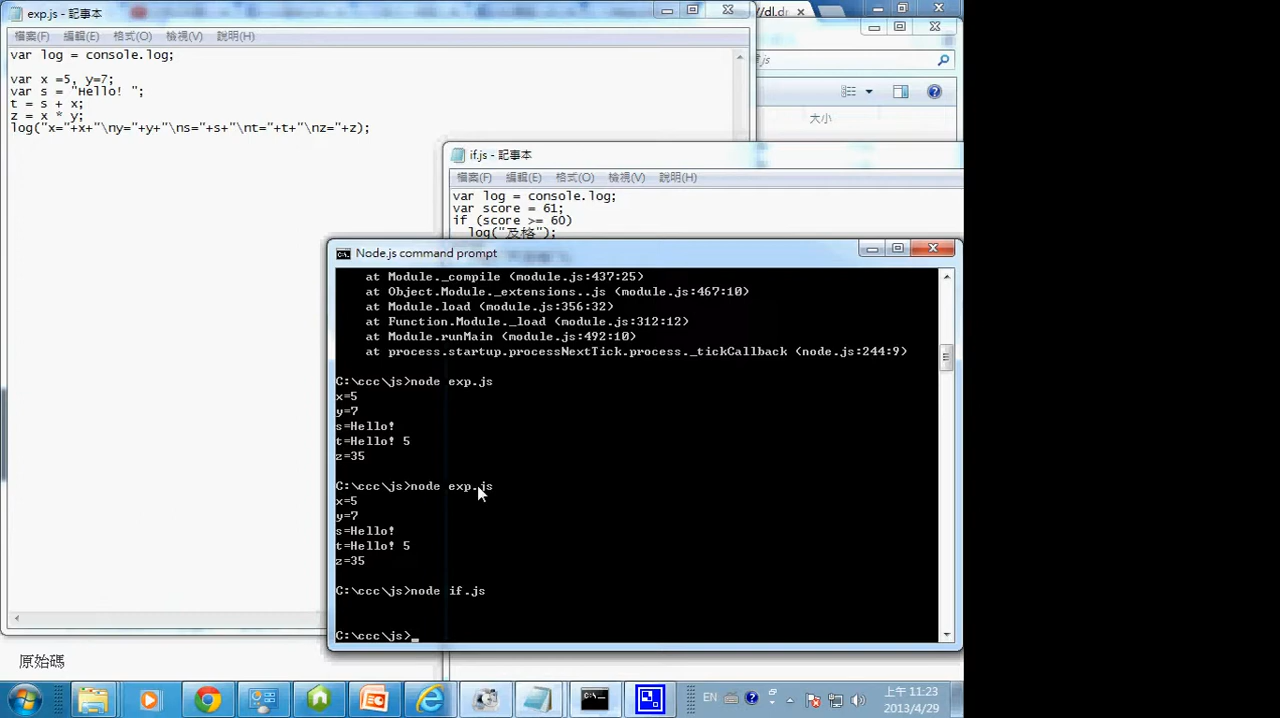 exp.js - 記事本
檔案(F) 編輯(E) 格式(O) 檢視(V) 說明(H)
var log = console.log;
var x =5, y=7;
var s = "Hello! ";
t = s + x;
z = x * y;
log("x="+x+"\ny="+y+"\ns="+s+"\nt="+t+"\nz="+z);
//dl.dr
js
大小
if.js - 記事本
檔案(F) 編輯(E) 格式(O) 檢視(V) 說明(H)
var log = console.log;
var score = 61;
if (score >= 60)
log("及格");
Node.js command prompt
at Module._compile (module.js:437:25)
at Object.Module._extensions..js (module.js:467:10)
at Module.load (module.js:356:32)
at Function.Module._load (module.js:312:12)
at Module.runMain (module.js:492:10)
at process.startup.processNextTick.process._tickCallback (node.js:244:9)
C:\ccc\js>node exp.js
x=5
y=7
s=Hello!
t=Hello! 5
z=35
C:\ccc\js>node exp.js
x=5
y=7
s=Hello!
t=Hello! 5
z=35
C:\ccc\js>node if.js
C:\ccc\js>_
原始碼
EN
上午 11:23
2013/4/29